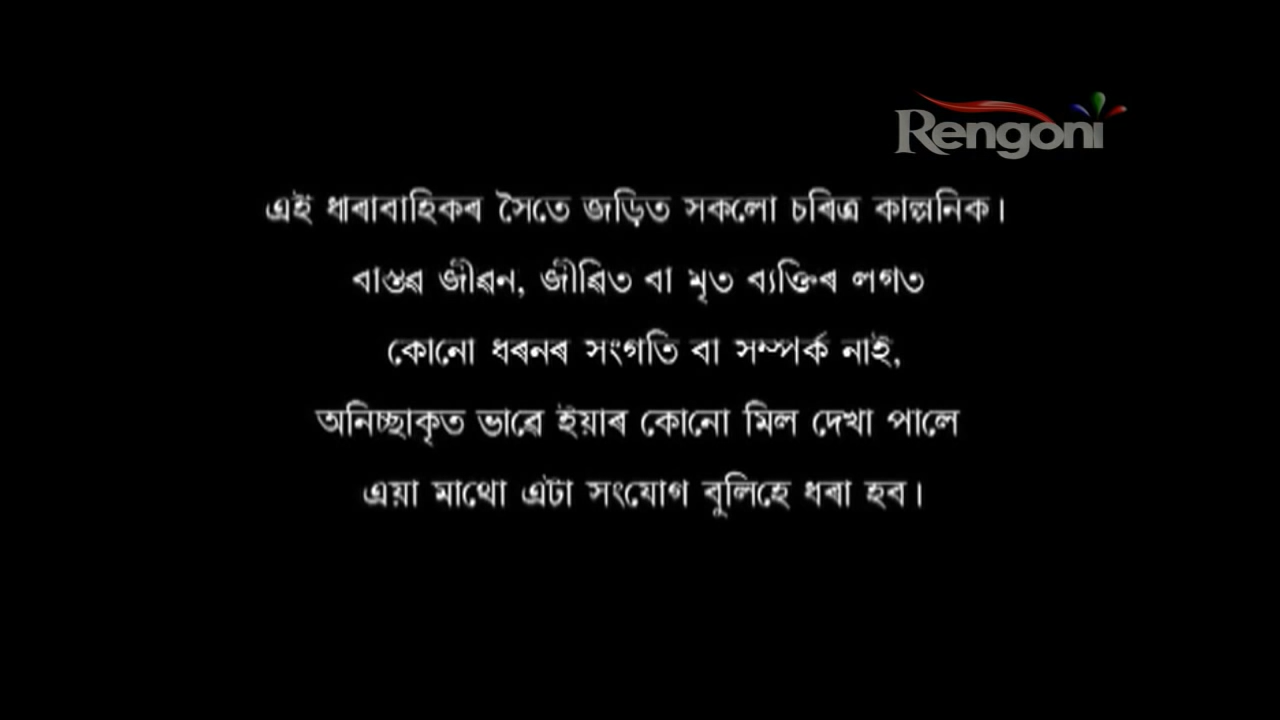 Rengoni
এই ধাৰাবাহিকৰ সৈতে জড়িত সকলো চৰিত্ৰ কাল্পনিক।
বাস্তৱ জীৱন, জীৱিত বা মৃত ব্যক্তিৰ লগত
কোনো ধৰনৰ সংগতি বা সম্পৰ্ক নাই,
অনিচ্ছাকৃত ভাৱে ইয়াৰ কোনো মিল দেখা পালে
এয়া মাথো এটা সংযোগ বুলিহে ধৰা হব।